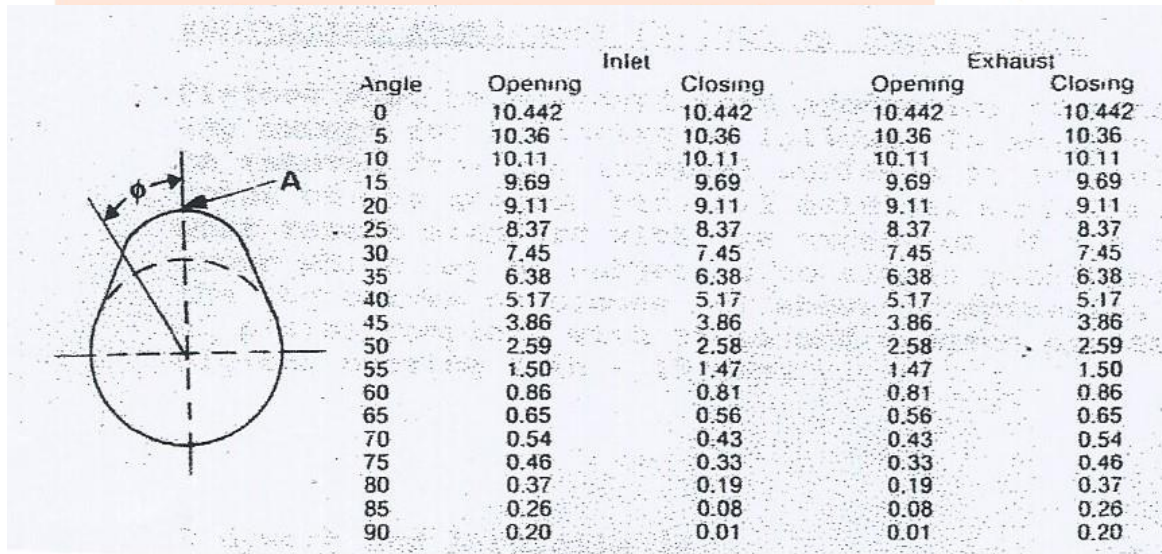 Inlet Exhaust
Angle Opening Closing Opening Closing
0 10.442 10.442 10.442 10.442
5 10.36 10.36 10.36 10.36
10 10.11 10.11 10.11 10.11
15 9.69 9.69 9.69 9.69
20 9.11 9.11 9.11 9.11
25 8.37 8.37 8.37 8.37
30 7.45 7.45 7.45 7.45
35 6.38 6.38 6.38 6.38
40 5.17 5.17 5.17 5.17
45 3.86 3.86 3.86 3.86
50 2.59 2.58 2.58 2.59
55 1.50 1.47 1.47 1.50
60 0.86 0.81 0.81 0.86
65 0.65 0.56 0.56 0.65
70 0.54 0.43 0.43 0.54
75 0.46 0.33 0.33 0.46
80 0.37 0.19 0.19 0.37
85 0.26 0.08 0.08 0.26
90 0.20 0.01 0.01 0.20
ϕ A